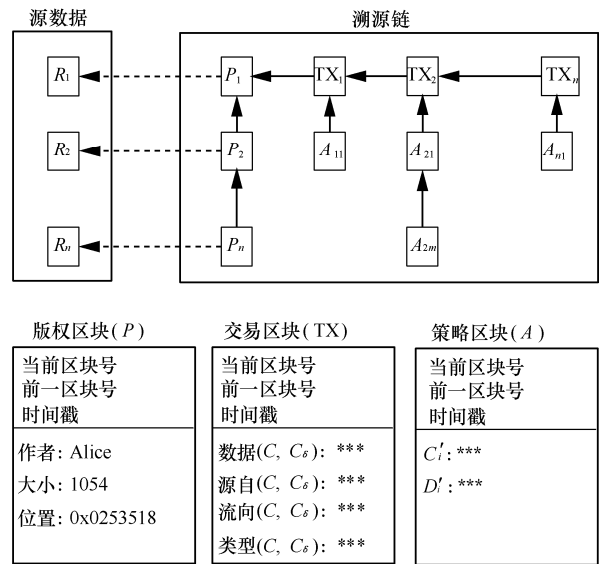 源数据
溯源链
R₁ P₁ TX₁ TX₂ TXₙ
R₂ P₂ A₁₁ A₂₁ Aₙ₁
Rₙ Pₙ A₂ₘ
版权区块(P)
当前区块号
前一区块号
时间戳
作者: Alice
大小: 1054
位置: 0x0253518
交易区块(TX)
当前区块号
前一区块号
时间戳
数据(C, C_δ): ***
源自(C, C_δ): ***
流向(C, C_δ): ***
类型(C, C_δ): ***
策略区块(A)
当前区块号
前一区块号
时间戳
C′ᵢ: ***
D′ᵢ: ***